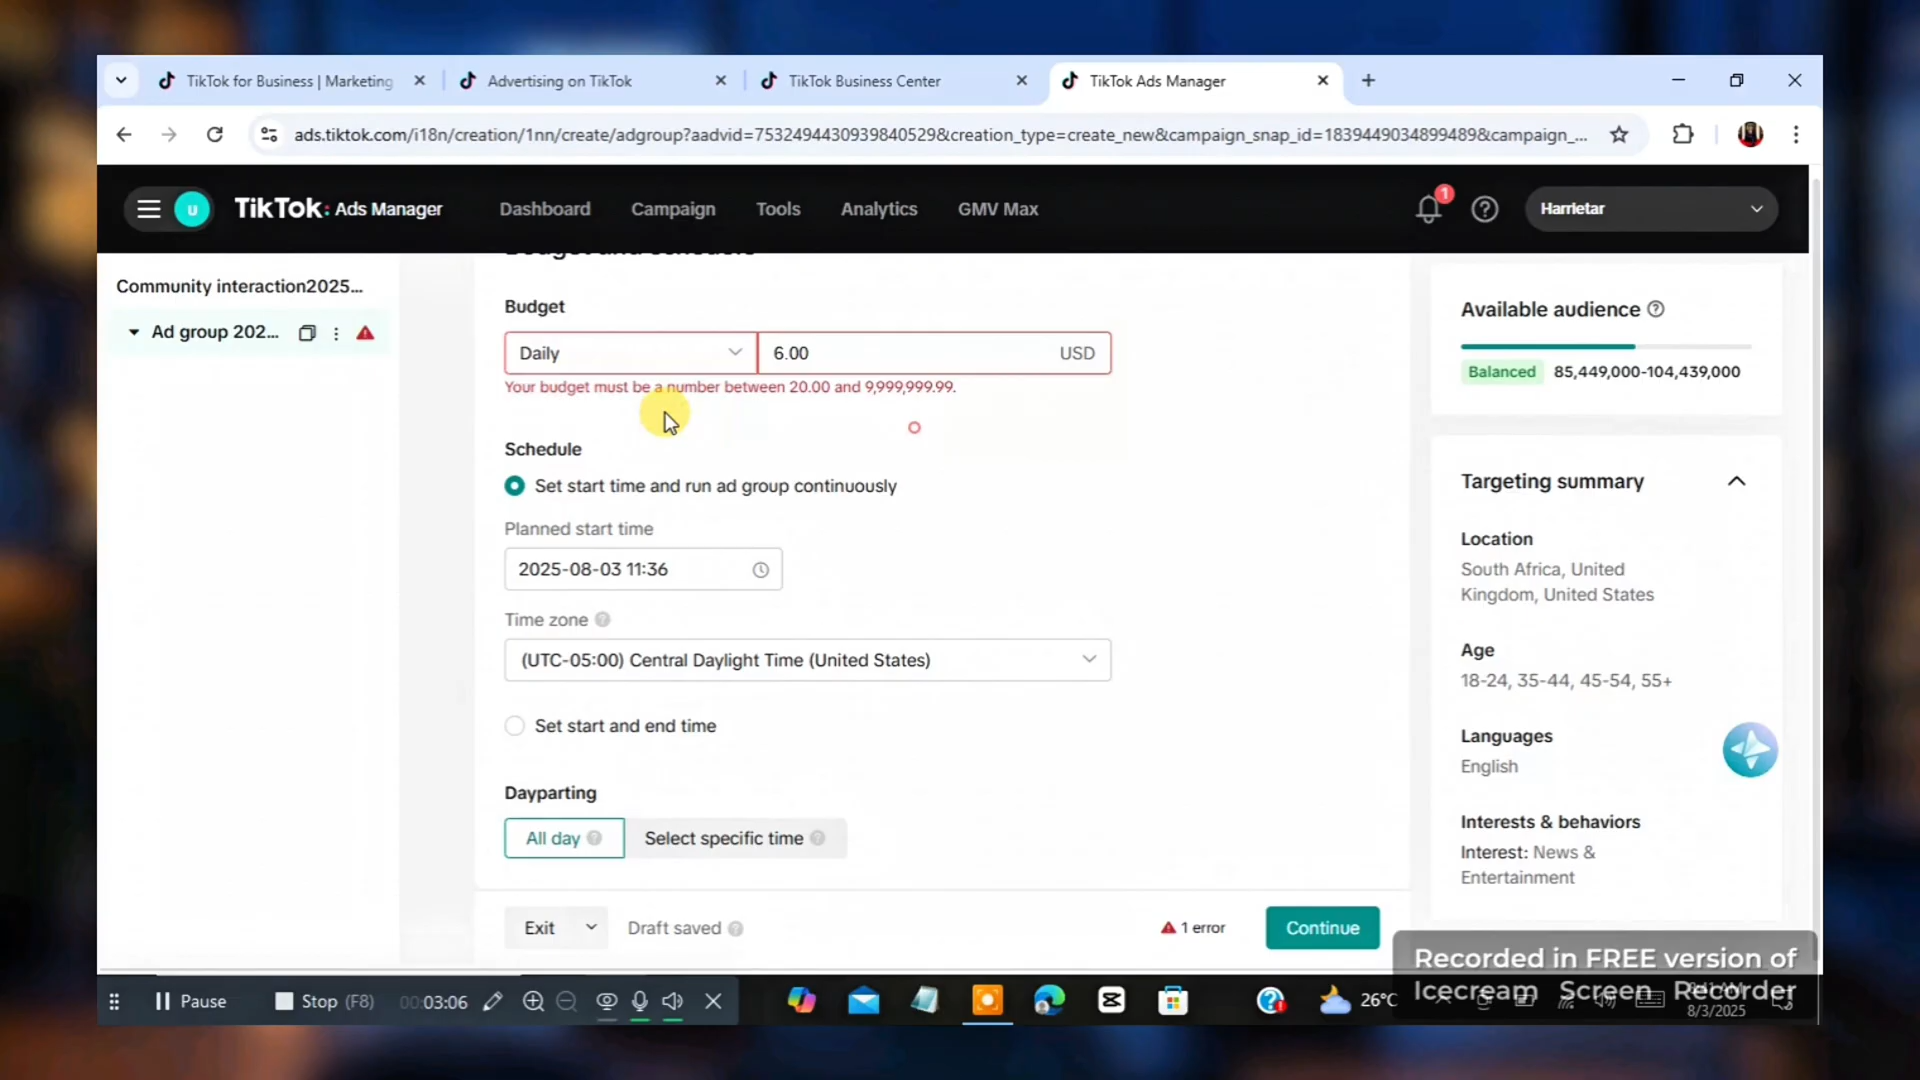 TikTok for Business | Marketing
Advertising on TikTok
TikTok Business Center
TikTok Ads Manager
ads.tiktok.com/i18n/creation/1nn/create/adgroup?aadvid=7532494430939840529&creation_type=create_new&campaign_snap_id=1839449034899489&campaign_...
U
TikTok: Ads Manager
Dashboard
Campaign
Tools
Analytics
GMV Max
1
Harrietar
Community interaction2025...
Ad group 202...
Budget and schedule
Budget
Daily
6.00
USD
Your budget must be a number between 20.00 and 9,999,999.99.
Schedule
Set start time and run ad group continuously
Planned start time
2025-08-03 11:36
Time zone
(UTC-05:00) Central Daylight Time (United States)
Set start and end time
Dayparting
All day
Select specific time
Exit
Draft saved
1 error
Continue
Available audience
Balanced
85,449,000-104,439,000
Targeting summary
Location
South Africa, United
Kingdom, United States
Age
18-24, 35-44, 45-54, 55+
Languages
English
Interests & behaviors
Interest: News &
Entertainment
Recorded in FREE version of
Icecream Screen Recorder
Pause
Stop (F8)
00:03:06
26°C
8/3/2025